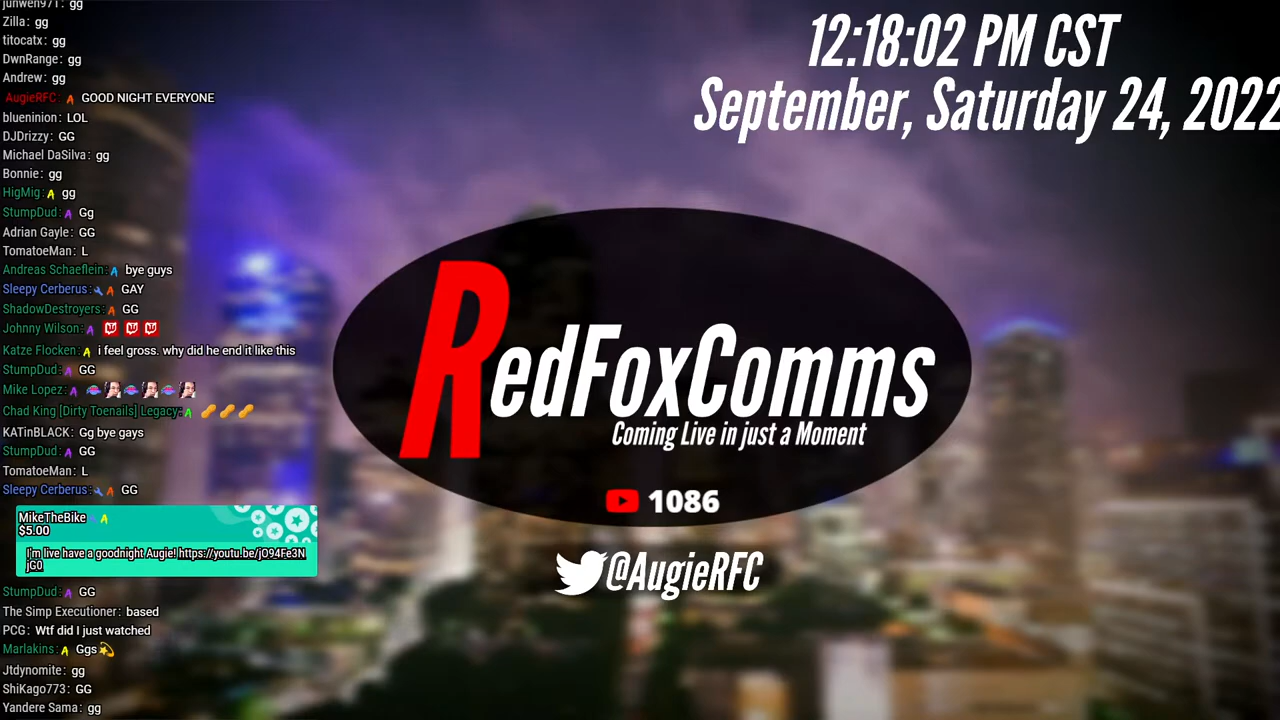 junwen971: gg
Zilla: gg
titocatx: gg
DwnRange: gg
Andrew: gg
AugieRFC: GOOD NIGHT EVERYONE
blueninion: LOL
DJDrizzy: GG
Michael DaSilva: gg
Bonnie: gg
HigMig: gg
StumpDud: Gg
Adrian Gayle: GG
TomatoeMan: L
Andreas Schaeflein: bye guys
Sleepy Cerberus: GAY
ShadowDestroyers: GG
Johnny Wilson:
Katze Flocken: i feel gross. why did he end it like this
StumpDud: GG
Mike Lopez:
Chad King [Dirty Toenails] Legacy:
KATinBLACK: Gg bye gays
StumpDud: GG
TomatoeMan: L
Sleepy Cerberus: GG
MikeTheBike
$5.00
I'm live have a goodnight Augie! https://youtu.be/jO94Fe3N
jG0
StumpDud: GG
The Simp Executioner: based
PCG: Wtf did I just watched
Marlakins: Ggs
Jtdynomite: gg
ShiKago773: GG
Yandere Sama: gg
12:18:02 PM CST
September, Saturday 24, 2022
RedFoxComms
Coming Live in just a Moment
1086
@AugieRFC